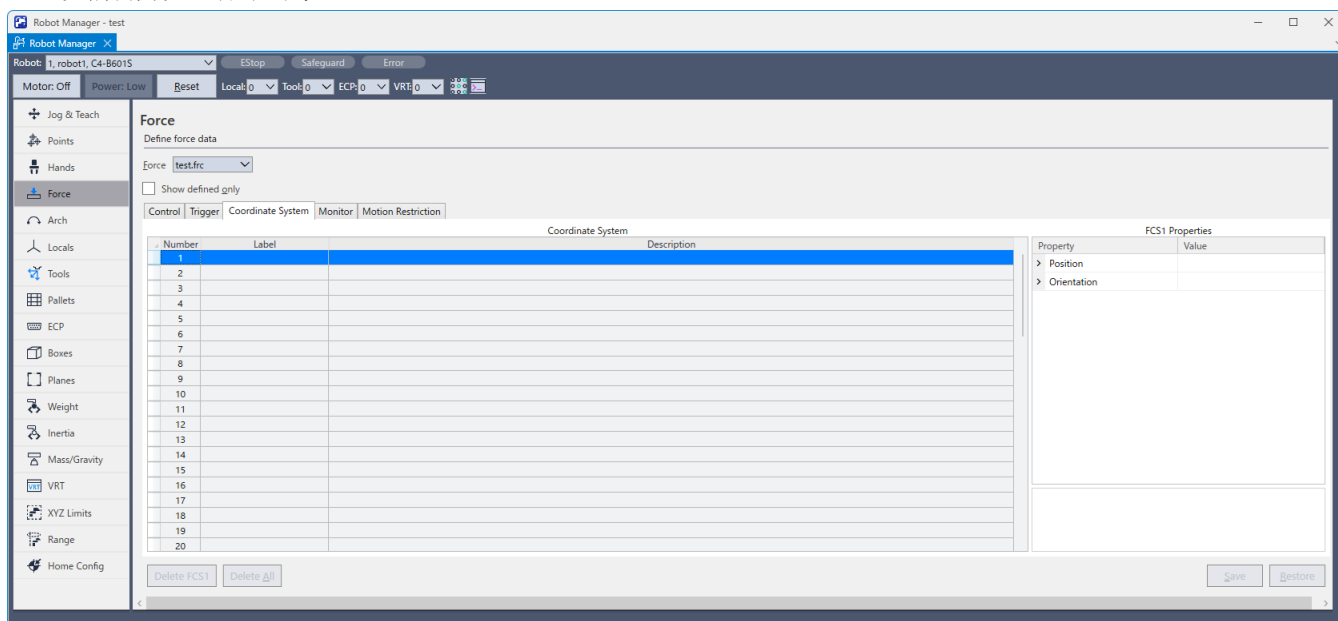 Robot Manager - test
Robot Manager
Robot: 1, robot1, C4-B601S EStop Safeguard Error
Motor: Off Power: Low Reset Local: 0 Tool: 0 ECP: 0 VRT: 0
Jog & Teach
Points
Hands
Force
Arch
Locals
Tools
Pallets
ECP
Boxes
Planes
Weight
Inertia
Mass/Gravity
VRT
XYZ Limits
Range
Home Config
Force
Define force data
Force test.frc
Show defined only
Control Trigger Coordinate System Monitor Motion Restriction
Coordinate System
Number Label Description
1
2
3
4
5
6
7
8
9
10
11
12
13
14
15
16
17
18
19
20
FCS1 Properties
Property Value
Position
Orientation
Delete FCS1 Delete All Save Restore